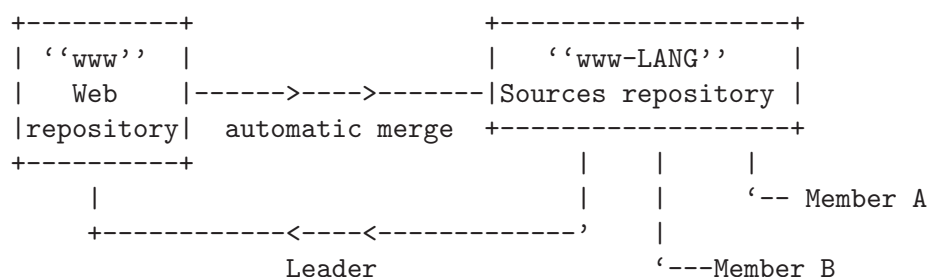 +----------+ +-------------------+
| ‘‘www’’ | | ‘‘www-LANG’’ |
| Web |------>---->-------|Sources repository |
|repository| automatic merge +-------------------+
+----------+ | | |
| | | ‘-- Member A
+------------<----<-------------’ |
Leader ‘---Member B